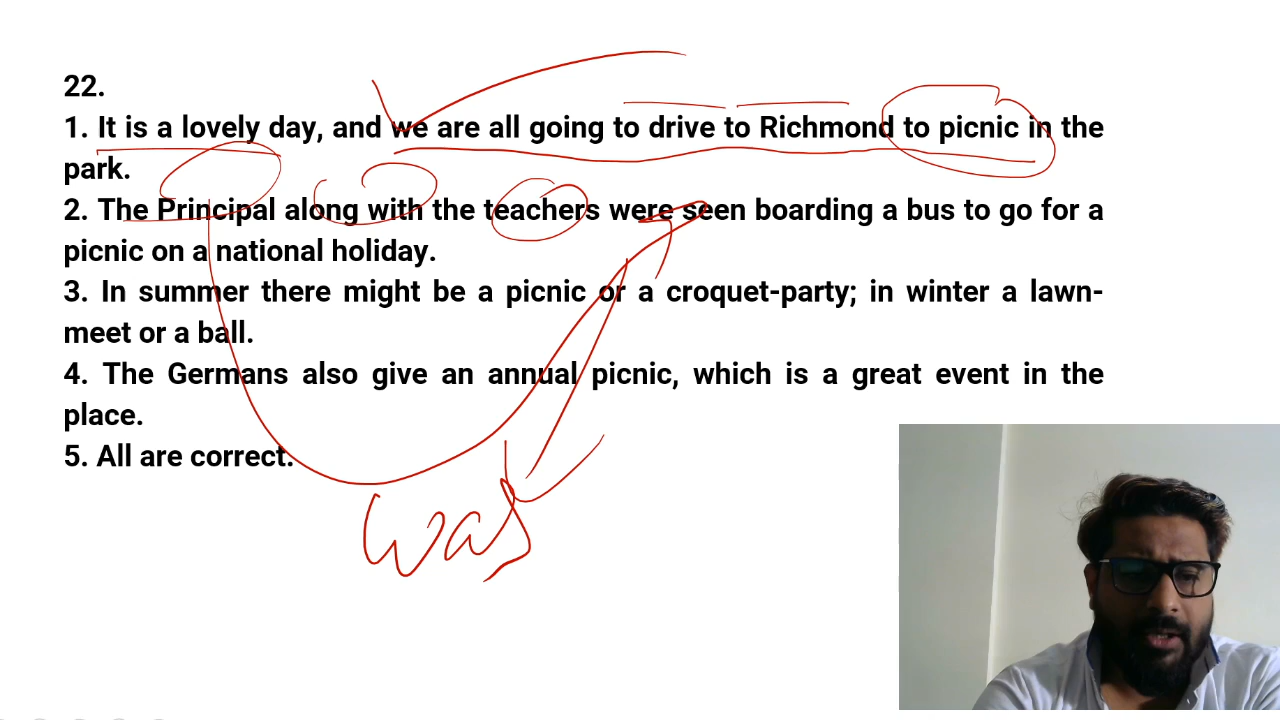 22.
1. It is a lovely day, and we are all going to drive to Richmond to picnic in the
park.
2. The Principal along with the teachers were seen boarding a bus to go for a
picnic on a national holiday.
3. In summer there might be a picnic or a croquet-party; in winter a lawn-
meet or a ball.
4. The Germans also give an annual picnic, which is a great event in the
place.
5. All are correct.
was